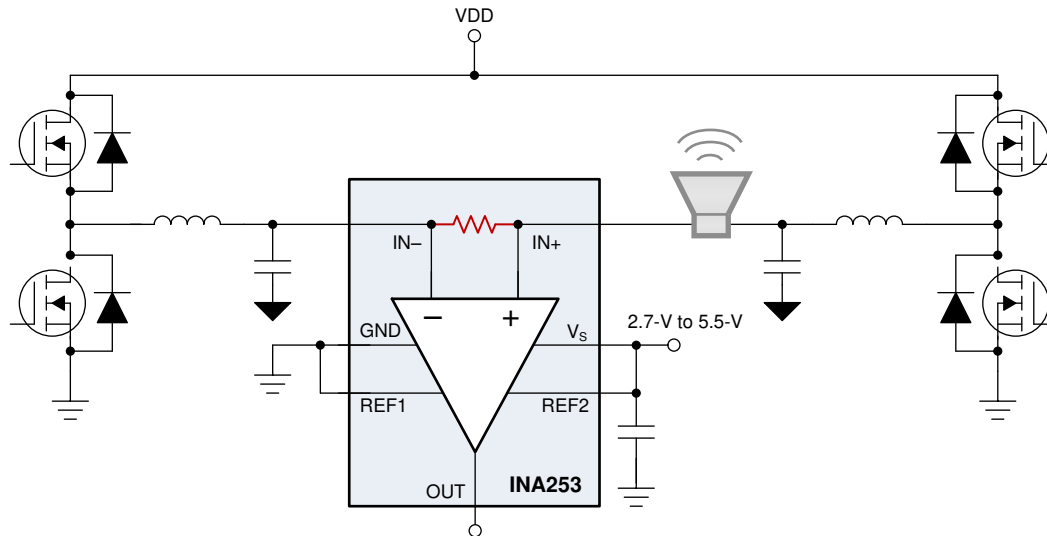 VDD
IN–
IN+
–
+
GND
VS
2.7-V to 5.5-V
REF1
REF2
OUT
INA253